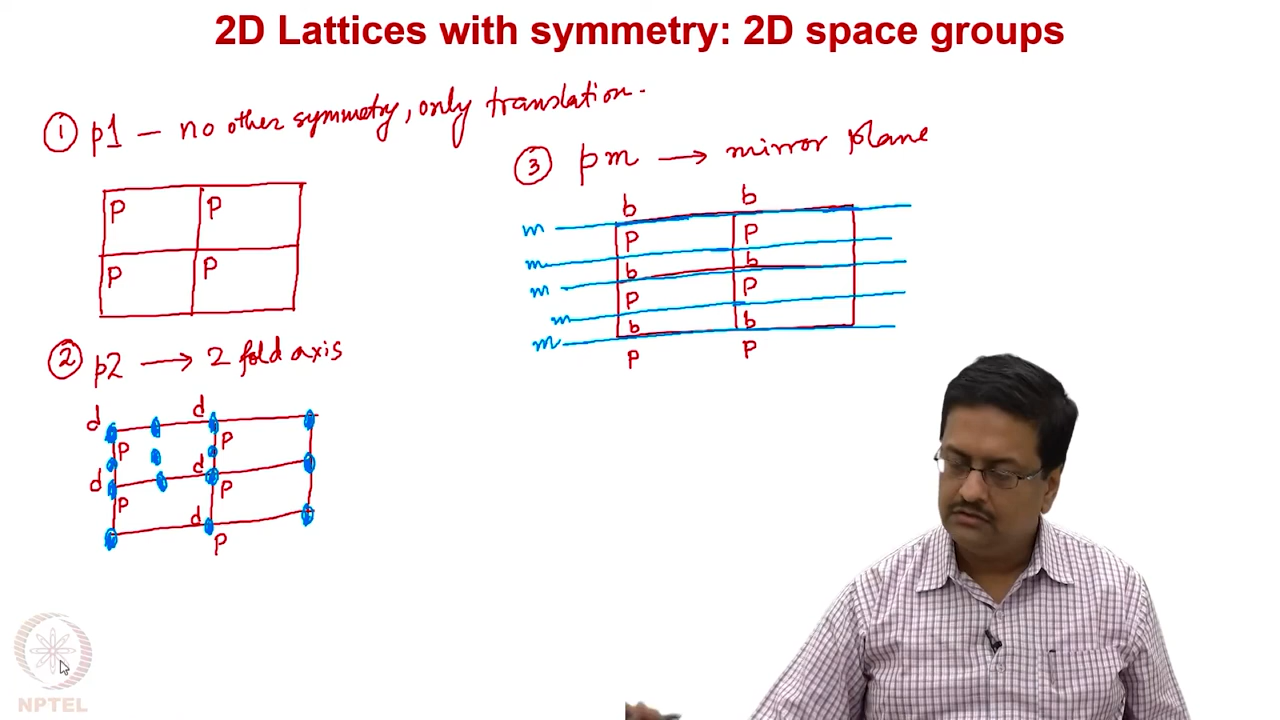 2D Lattices with symmetry: 2D space groups
① p1 — no other symmetry, only translation.
p p
p p
② p2 → 2 fold axis
d d
p p
d d
p p
d
p
③ pm → mirror plane
b b
m
p p
m
b b
m
p p
m
b b
m
p p
NPTEL